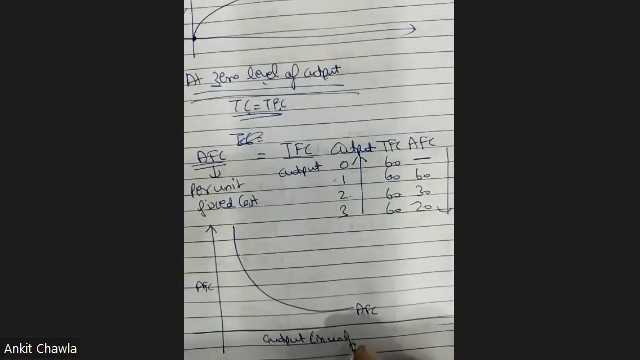 At zero level of output
TC = TFC
AFC = TFC Output TFC AFC
output 0 60 —
Per unit 1 60 60
fixed Cost 2 60 30
3 60 20
AFC
AFC
output (in units
Ankit Chawla